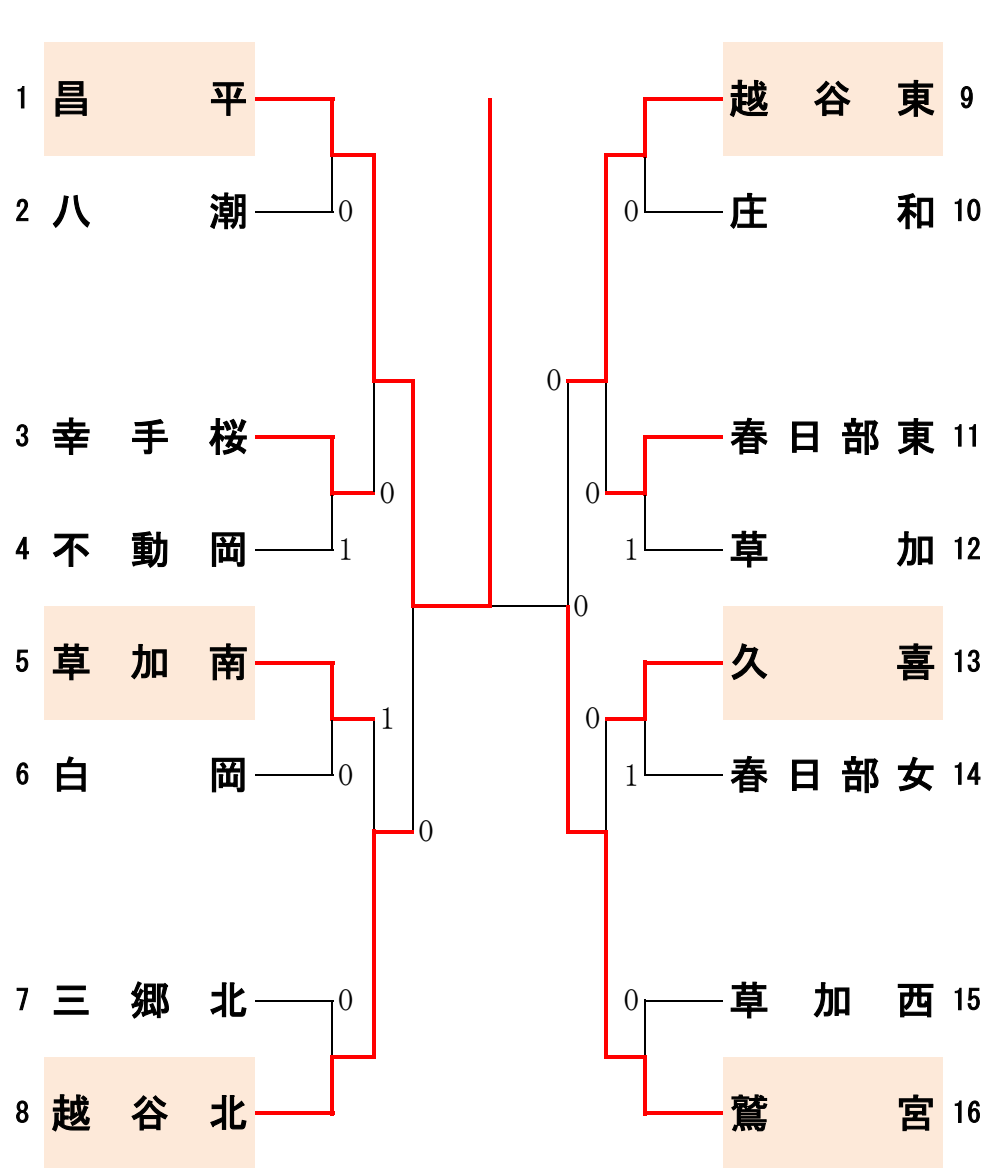 1 昌平 越谷東 9
2 八潮 0 0 庄和 10
0
3 幸手桜 春日部東 11
0 0
4 不動岡 1 1 草加 12
0
5 草加南 久喜 13
1 0
6 白岡 0 1 春日部女 14
0
7 三郷北 0 0 草加西 15
8 越谷北 鷲宮 16